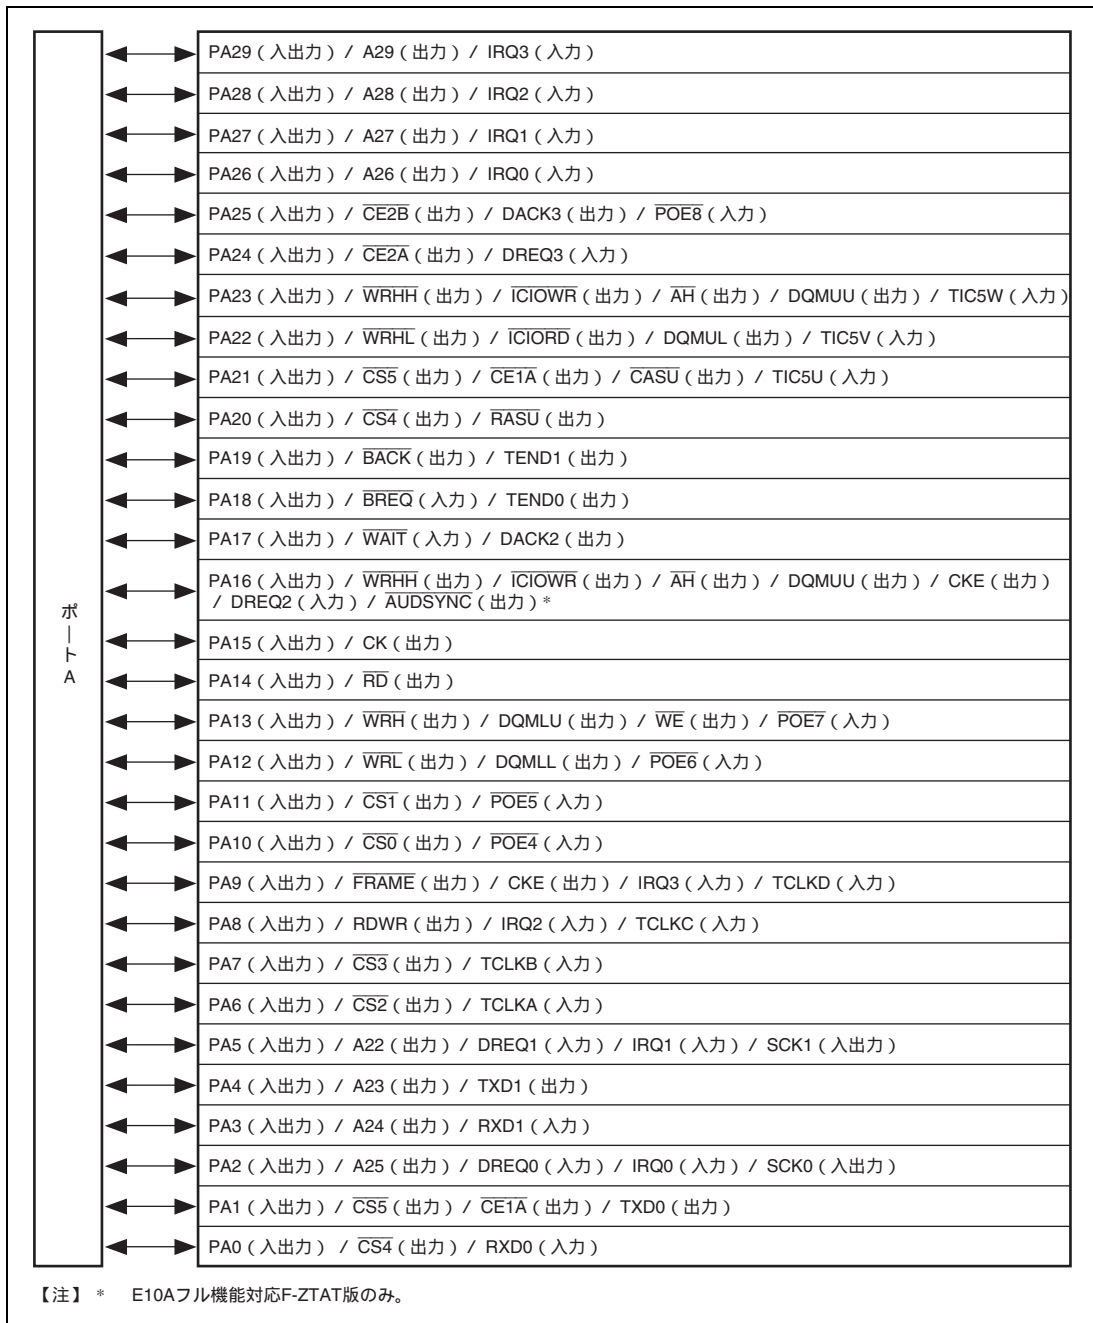 PA29(入出力)/ A29(出力)/ IRQ3(入力)
PA28(入出力)/ A28(出力)/ IRQ2(入力)
PA27(入出力)/ A27(出力)/ IRQ1(入力)
PA26(入出力)/ A26(出力)/ IRQ0(入力)
PA25(入出力)/ CE2B(出力)/ DACK3(出力)/ POE8(入力)
PA24(入出力)/ CE2A(出力)/ DREQ3(入力)
PA23(入出力)/ WRHH(出力)/ ICIOWR(出力)/ AH(出力)/ DQMUU(出力)/ TIC5W(入力)
PA22(入出力)/ WRHL(出力)/ ICIORD(出力)/ DQMUL(出力)/ TIC5V(入力)
PA21(入出力)/ CS5(出力)/ CE1A(出力)/ CASU(出力)/ TIC5U(入力)
PA20(入出力)/ CS4(出力)/ RASU(出力)
PA19(入出力)/ BACK(出力)/ TEND1(出力)
PA18(入出力)/ BREQ(入力)/ TEND0(出力)
PA17(入出力)/ WAIT(入力)/ DACK2(出力)
PA16(入出力)/ WRHH(出力)/ ICIOWR(出力)/ AH(出力)/ DQMUU(出力)/ CKE(出力)
/ DREQ2(入力)/ AUDSYNC(出力)*
ポートA
PA15(入出力)/ CK(出力)
PA14(入出力)/ RD(出力)
PA13(入出力)/ WRH(出力)/ DQMLU(出力)/ WE(出力)/ POE7(入力)
PA12(入出力)/ WRL(出力)/ DQMLL(出力)/ POE6(入力)
PA11(入出力)/ CS1(出力)/ POE5(入力)
PA10(入出力)/ CS0(出力)/ POE4(入力)
PA9(入出力)/ FRAME(出力)/ CKE(出力)/ IRQ3(入力)/ TCLKD(入力)
PA8(入出力)/ RDWR(出力)/ IRQ2(入力)/ TCLKC(入力)
PA7(入出力)/ CS3(出力)/ TCLKB(入力)
PA6(入出力)/ CS2(出力)/ TCLKA(入力)
PA5(入出力)/ A22(出力)/ DREQ1(入力)/ IRQ1(入力)/ SCK1(入出力)
PA4(入出力)/ A23(出力)/ TXD1(出力)
PA3(入出力)/ A24(出力)/ RXD1(入力)
PA2(入出力)/ A25(出力)/ DREQ0(入力)/ IRQ0(入力)/ SCK0(入出力)
PA1(入出力)/ CS5(出力)/ CE1A(出力)/ TXD0(出力)
PA0(入出力) / CS4(出力)/ RXD0(入力)
【注】 * E10Aフル機能対応F-ZTAT版のみ。